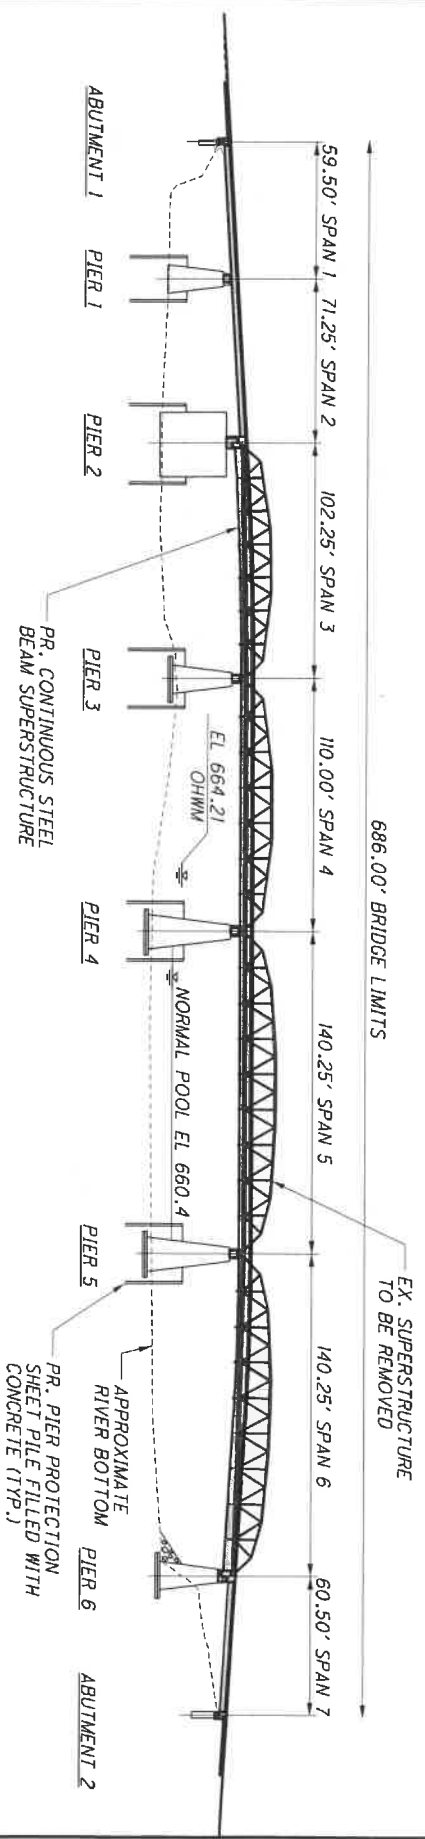 686.00' BRIDGE LIMITS
59.50' SPAN 1
71.25' SPAN 2
102.25' SPAN 3
110.00' SPAN 4
140.25' SPAN 5
140.25' SPAN 6
60.50' SPAN 7
EX. SUPERSTRUCTURE
TO BE REMOVED
EL 664.21
OHWM
NORMAL POOL EL 660.4
APPROXIMATE
RIVER BOTTOM
ABUTMENT 1
PIER 1
PIER 2
PIER 3
PIER 4
PIER 5
PIER 6
ABUTMENT 2
PR. CONTINUOUS STEEL
BEAM SUPERSTRUCTURE
PR. PIER PROTECTION
SHEET PILE FILLED WITH
CONCRETE (TYP.)